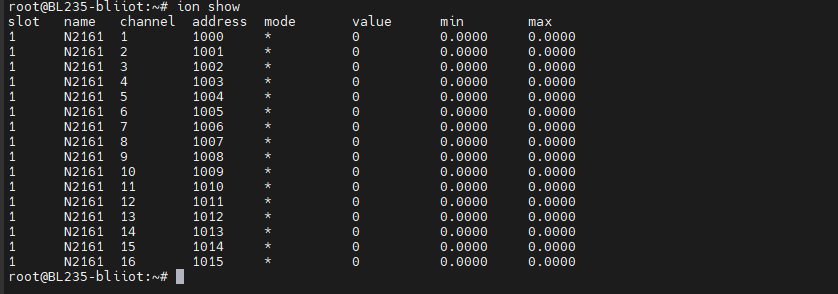 root@BL235-bliiot:~# ion show
slot name channel address mode value min max
1 N2161 1 1000 * 0 0.0000 0.0000
1 N2161 2 1001 * 0 0.0000 0.0000
1 N2161 3 1002 * 0 0.0000 0.0000
1 N2161 4 1003 * 0 0.0000 0.0000
1 N2161 5 1004 * 0 0.0000 0.0000
1 N2161 6 1005 * 0 0.0000 0.0000
1 N2161 7 1006 * 0 0.0000 0.0000
1 N2161 8 1007 * 0 0.0000 0.0000
1 N2161 9 1008 * 0 0.0000 0.0000
1 N2161 10 1009 * 0 0.0000 0.0000
1 N2161 11 1010 * 0 0.0000 0.0000
1 N2161 12 1011 * 0 0.0000 0.0000
1 N2161 13 1012 * 0 0.0000 0.0000
1 N2161 14 1013 * 0 0.0000 0.0000
1 N2161 15 1014 * 0 0.0000 0.0000
1 N2161 16 1015 * 0 0.0000 0.0000
root@BL235-bliiot:~#